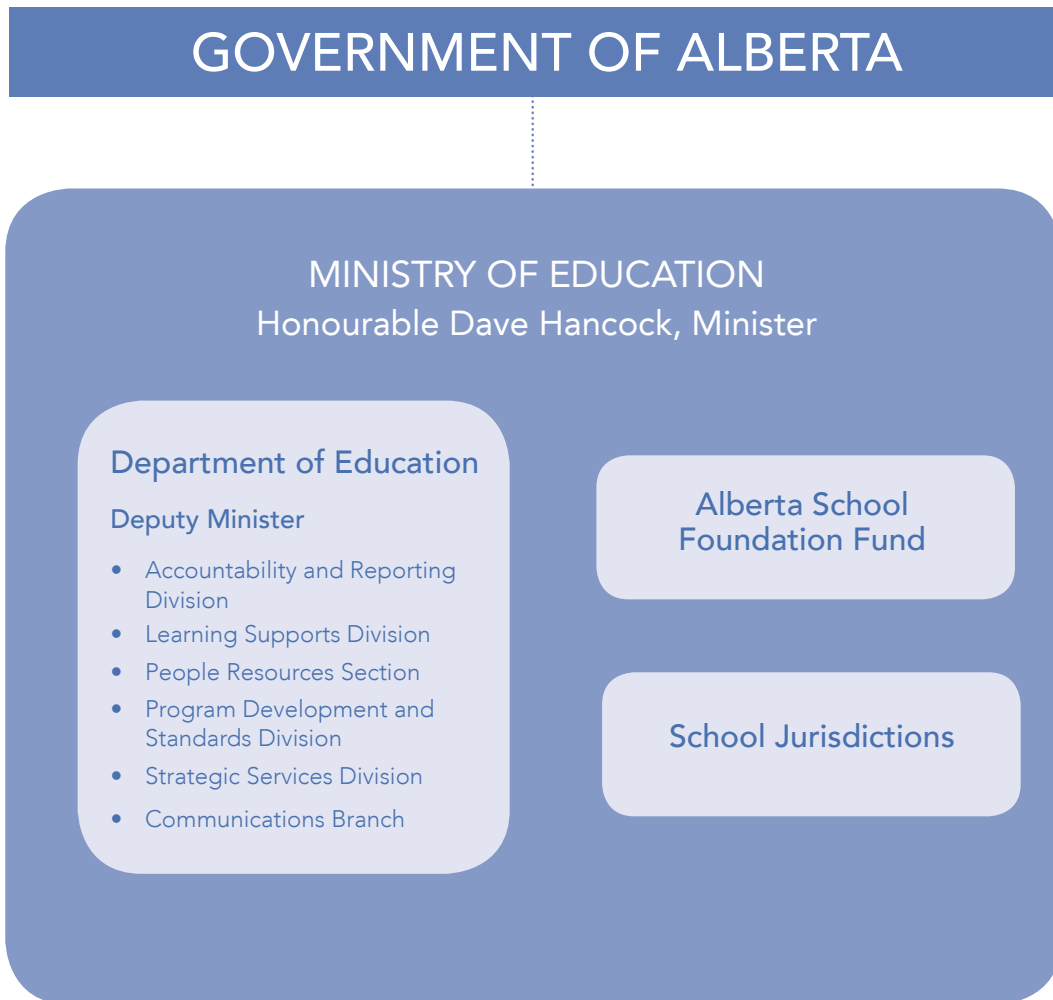 GOVERNMENT OF ALBERTA
MINISTRY OF EDUCATION
Honourable Dave Hancock, Minister
Department of Education
Deputy Minister
• Accountability and Reporting
Division
• Learning Supports Division
• People Resources Section
• Program Development and
Standards Division
• Strategic Services Division
• Communications Branch
Alberta School
Foundation Fund
School Jurisdictions